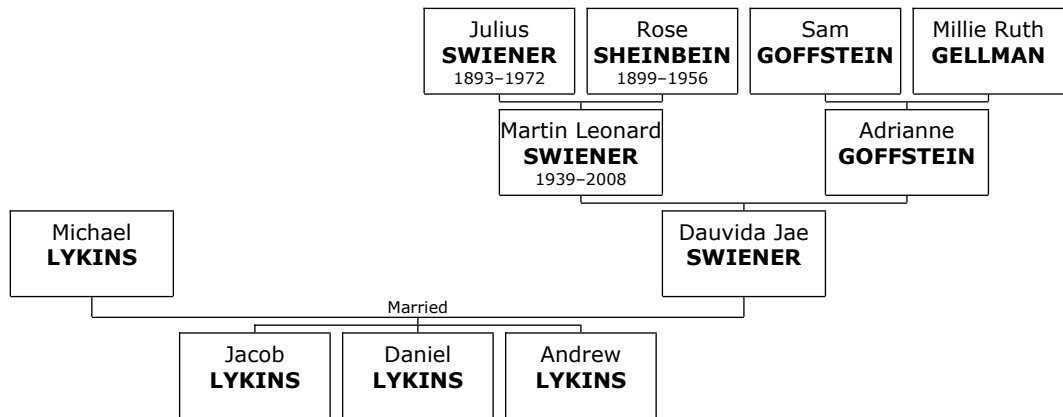 Julius
SWIENER
1893–1972
Rose
SHEINBEIN
1899–1956
Sam
GOFFSTEIN
Millie Ruth
GELLMAN
Martin Leonard
SWIENER
1939–2008
Adrianne
GOFFSTEIN
Michael
LYKINS
Dauvida Jae
SWIENER
Married
Jacob
LYKINS
Daniel
LYKINS
Andrew
LYKINS